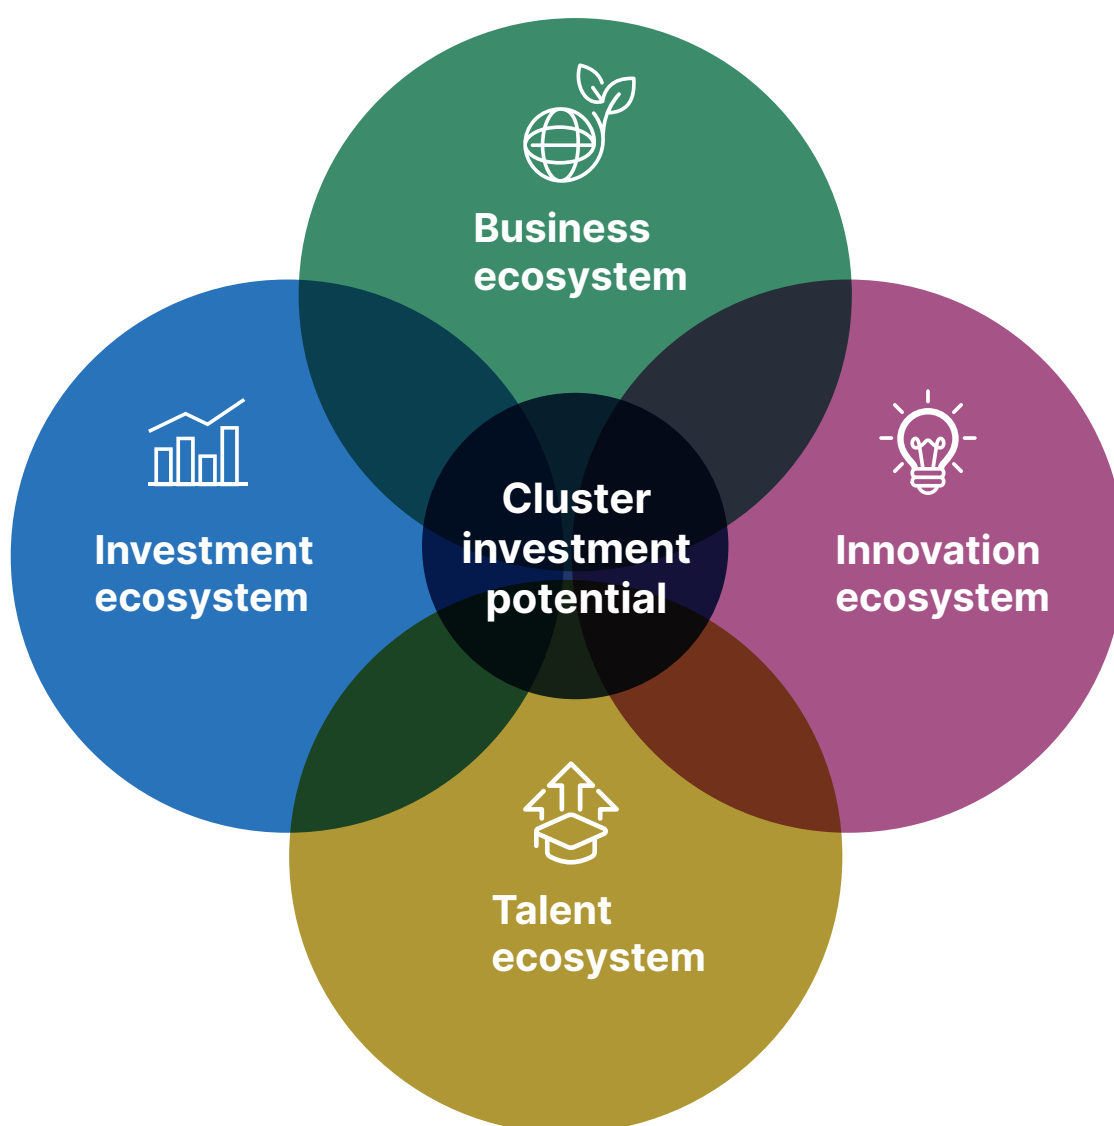 Business
ecosystem
Investment
ecosystem
Cluster
investment
potential
Innovation
ecosystem
Talent
ecosystem